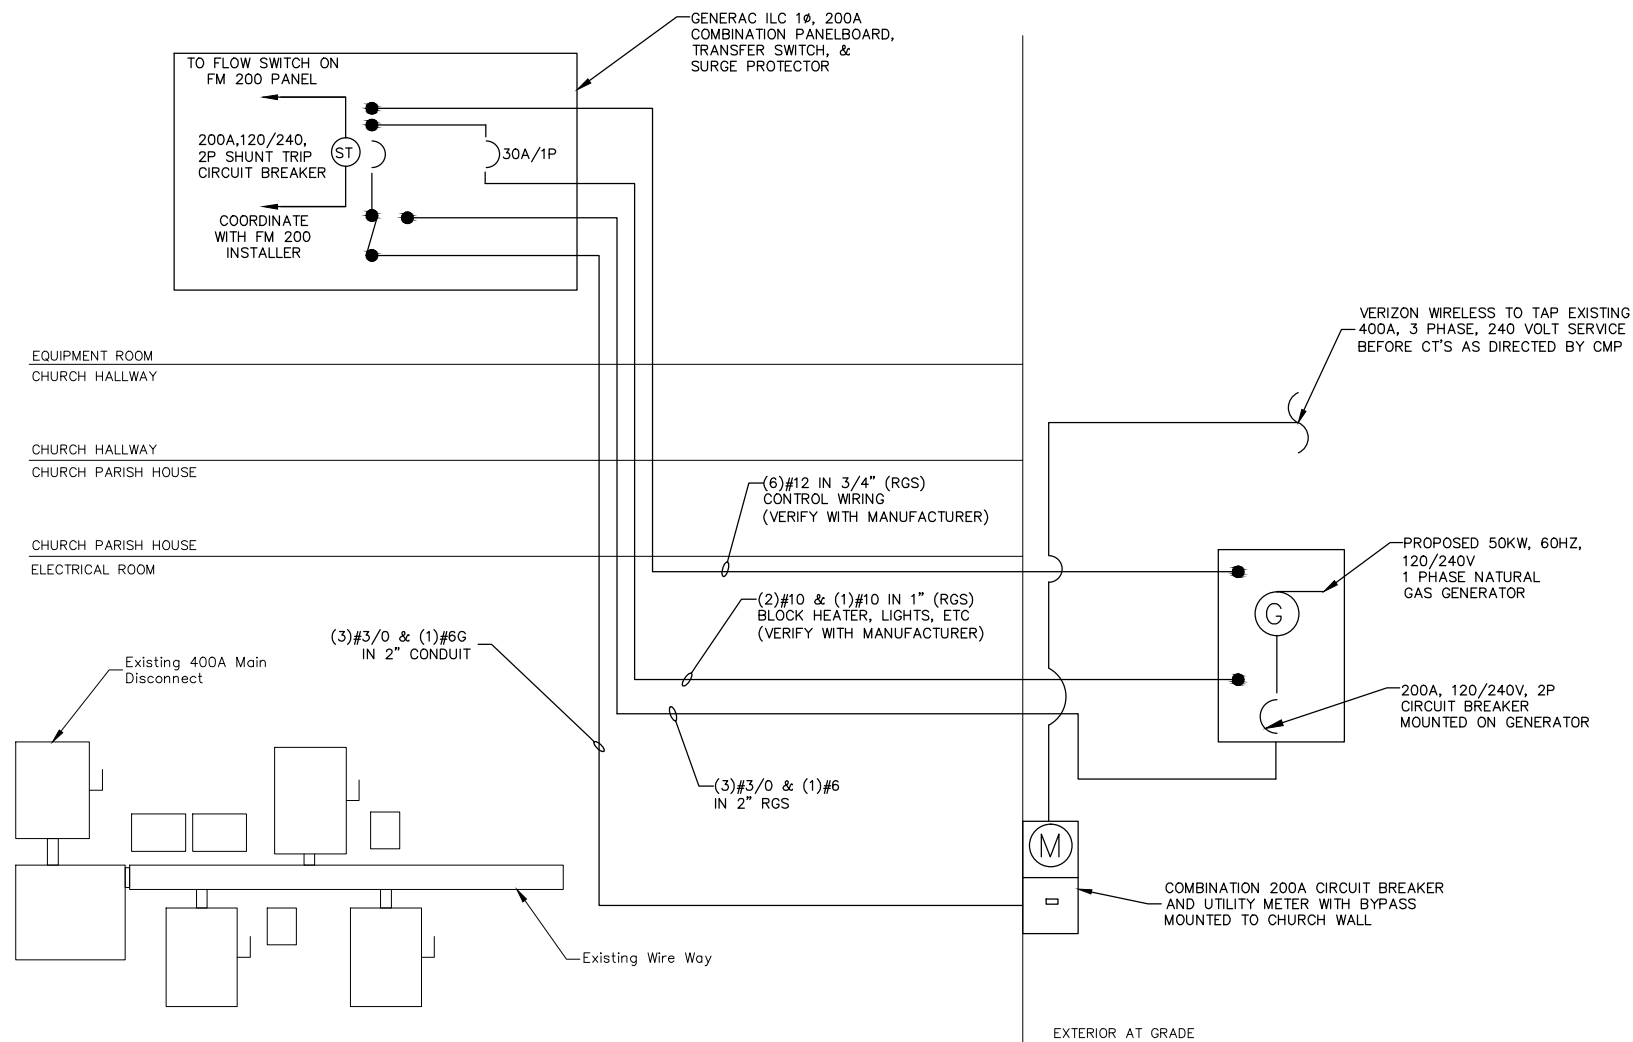 GENERAC ILC 1ø, 200A
COMBINATION PANELBOARD,
TRANSFER SWITCH, &
SURGE PROTECTOR
TO FLOW SWITCH ON
FM 200 PANEL
200A,120/240,
2P SHUNT TRIP
CIRCUIT BREAKER
ST
30A/1P
COORDINATE
WITH FM 200
INSTALLER
VERIZON WIRELESS TO TAP EXISTING
400A, 3 PHASE, 240 VOLT SERVICE
BEFORE CT'S AS DIRECTED BY CMP
EQUIPMENT ROOM
CHURCH HALLWAY
CHURCH HALLWAY
CHURCH PARISH HOUSE
(6)#12 IN 3/4" (RGS)
CONTROL WIRING
(VERIFY WITH MANUFACTURER)
CHURCH PARISH HOUSE
ELECTRICAL ROOM
PROPOSED 50KW, 60HZ,
120/240V
1 PHASE NATURAL
GAS GENERATOR
G
(2)#10 & (1)#10 IN 1" (RGS)
BLOCK HEATER, LIGHTS, ETC
(VERIFY WITH MANUFACTURER)
(3)#3/0 & (1)#6G
IN 2" CONDUIT
Existing 400A Main
Disconnect
200A, 120/240V, 2P
CIRCUIT BREAKER
MOUNTED ON GENERATOR
(3)#3/0 & (1)#6
IN 2" RGS
M
COMBINATION 200A CIRCUIT BREAKER
AND UTILITY METER WITH BYPASS
MOUNTED TO CHURCH WALL
Existing Wire Way
EXTERIOR AT GRADE